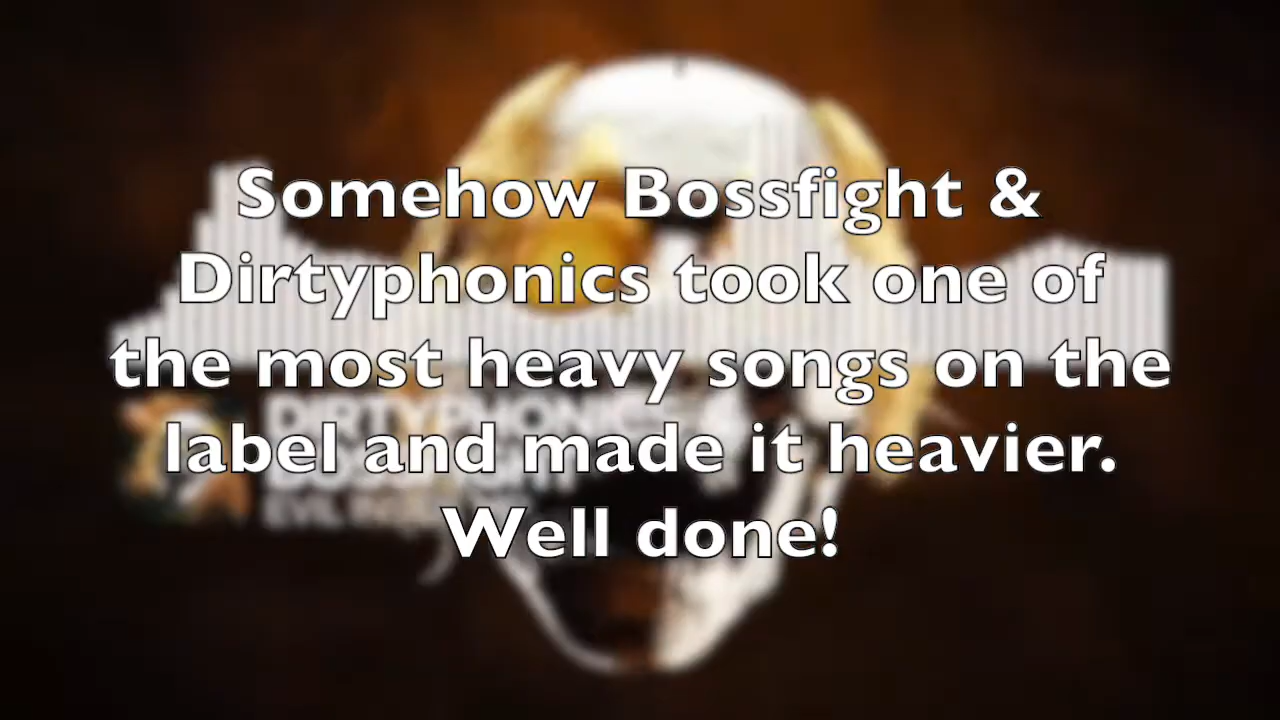 Somehow Bossfight &
Dirtyphonics took one of
the most heavy songs on the
label and made it heavier.
Well done!
DIRTYPHONICS &